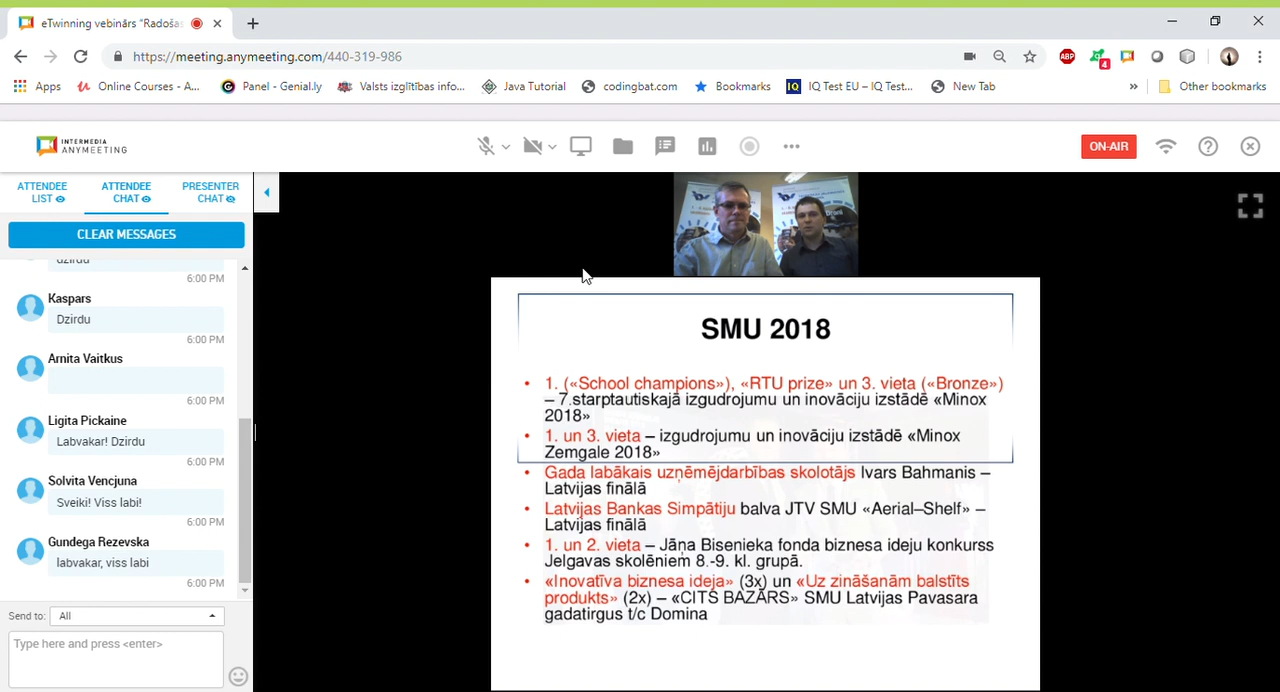 eTwinning vebinārs "Radošas
https://meeting.anymeeting.com/440-319-986
ABP
4
Apps
Online Courses - A...
Panel - Genial.ly
Valsts izglītības info...
Java Tutorial
codingbat.com
Bookmarks
IQ
IQ Test EU – IQ Test...
New Tab
»
Other bookmarks
INTERMEDIA
ANYMEETING
ON-AIR
ATTENDEE
LIST
ATTENDEE
CHAT
PRESENTER
CHAT
CLEAR MESSAGES
dzirdu
6:00 PM
Kaspars
Dzirdu
6:00 PM
Arnita Vaitkus
6:00 PM
Ligita Pickaine
Labvakar! Dzirdu
6:00 PM
Solvita Vencjuna
Sveiki! Viss labi!
6:00 PM
Gundega Rezevska
labvakar, viss labi
6:00 PM
Send to:
All
Type here and press <enter>
SMU 2018
• 1. («School champions»), «RTU prize» un 3. vieta («Bronze»)
– 7.starptautiskajā izgudrojumu un inovāciju izstādē «Minox
2018»
• 1. un 3. vieta – izgudrojumu un inovāciju izstādē «Minox
Zemgale 2018»
• Gada labākais uzņēmējdarbības skolotājs Ivars Bahmanis –
Latvijas finālā
• Latvijas Bankas Simpātiju balva JTV SMU «Aerial–Shelf» –
Latvijas finālā
• 1. un 2. vieta – Jāņa Bisenieka fonda biznesa ideju konkurss
Jelgavas skolēniem 8.-9. kl. grupā.
• «Inovatīva biznesa ideja» (3x) un «Uz zināšanām balstīts
produkts» (2x) – «CITS BAZĀRS» SMU Latvijas Pavasara
gadatirgus t/c Domina